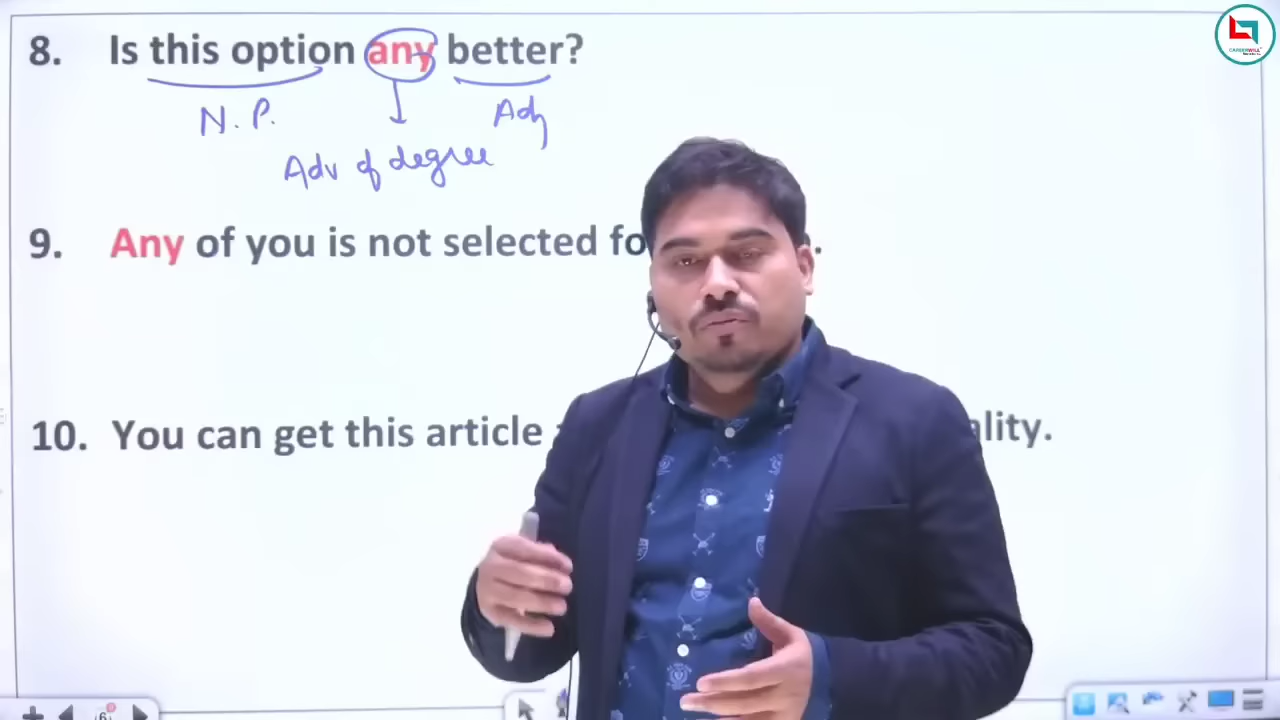 8. Is this option any better?
N.P.
Adj
Adv of degree
9. Any of you is not selected fo .
10. You can get this article ality.
CAREERWILL